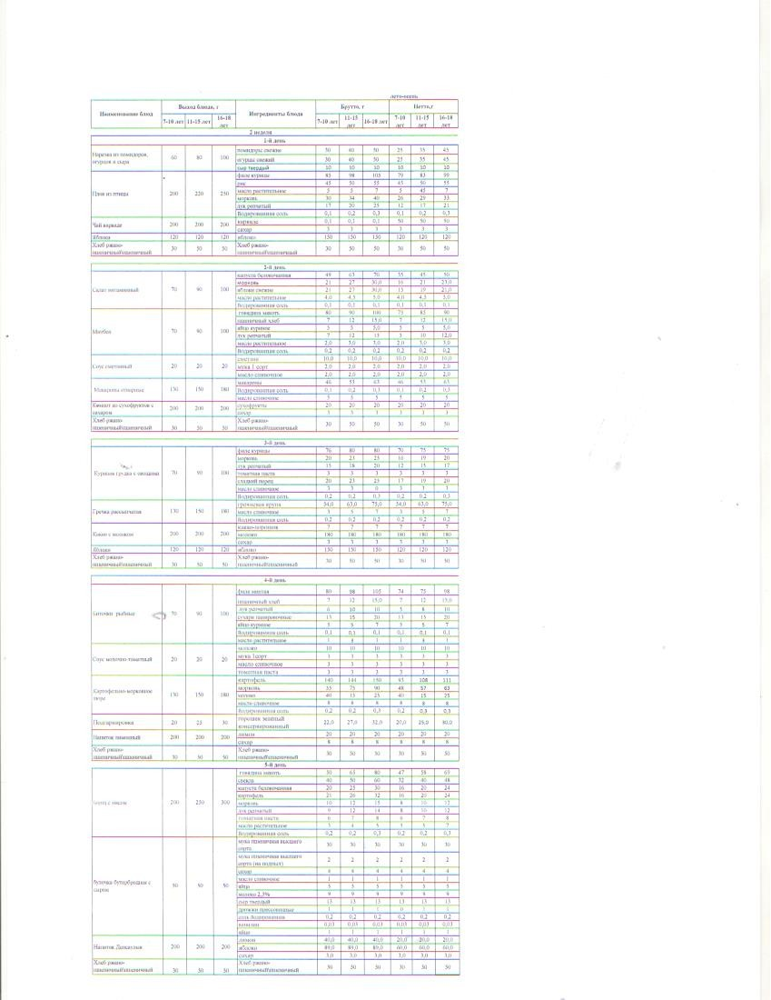 лето-осень
Наименование блюд Выход блюда, г Ингредиенты блюда Брутто, г Нетто,г
7-10 лет 11-15 лет 16-18 лет 7-10 лет 11-15 лет 16-18 лет 7-10 лет 11-15 лет 16-18 лет
2 неделя
1-й день
Нарезка из помидоров, огурцов и сыра 60 80 100 помидоры свежие 30 40 50 25 35 45
огурцы свежий 30 40 50 25 35 45
сыр твердый 10 10 10 10 10 10
Плов из птицы 200 220 250 филе курицы 85 98 105 79 83 99
рис 45 50 55 45 50 55
масло растительное 5 5 7 5 45 7
морковь 30 34 40 26 29 33
лук репчатый 17 20 25 12 17 21
Йодированная соль 0,1 0,2 0,3 0,1 0,2 0,3
Чай каркаде 200 200 200 каркаде 0,1 0,1 0,1 50 50 50
сахар 3 3 3 3 3 3
Яблоки 120 120 120 яблоко 150 150 150 120 120 120
Хлеб ржано-пшеничный\пшеничный 30 50 50 Хлеб ржано-пшеничный\пшеничный 30 50 50 30 50 50
2-й день
Салат витаминный 70 90 100 капуста белокочанная 49 63 70 35 45 50
морковь 21 27 30,0 16 21 23,0
яблоки свежие 21 27 30,0 15 19 21,0
масло растительное 4,0 4,5 5,0 4,0 4,5 5,0
Йодированная соль 0,1 0,1 0,1 0,1 0,1 0,1
Митбол 70 90 100 говядина мякоть 80 90 100 75 85 90
пшеничный хлеб 7 12 15,0 7 12 15,0
яйцо куриное 5 5 5,0 5 5 5,0
лук репчатый 7 12 15 5 10 12,0
масло растительное 2,0 3,0 3,0 2,0 3,0 3,0
Йодированная соль 0,2 0,2 0,2 0,2 0,2 0,2
Соус сметанный 20 20 20 сметана 10,0 10,0 10,0 10,0 10,0 10,0
мука 1 сорт 2,0 2,0 2,0 2,0 2,0 2,0
масло сливочное 2,0 2,0 2,0 2,0 2,0 2,0
Макароны отварные 130 150 180 макароны 46 53 63 46 53 63
Йодированная соль 0,1 0,2 0,3 0,1 0,2 0,3
масло сливочное 5 5 5 5 5 5
Компот из сухофруктов с сахаром 200 200 200 сухофрукты 20 20 20 20 20 20
сахар 3 3 3 3 3 3
Хлеб ржано-пшеничный\пшеничный 30 50 50 Хлеб ржано-пшеничный\пшеничный 30 50 50 30 50 50
3-й день
Куриная грудка с овощами 70 90 100 филе курицы 76 80 80 70 75 75
морковь 20 23 25 16 19 20
лук репчатый 15 18 20 12 15 17
томатная паста 3 3 3 3 3 3
сладкий перец 20 23 25 17 19 20
масло сливочное 3 3 0 3 3 3
Йодированная соль 0,2 0,2 0,3 0,2 0,2 0,3
Гречка рассыпчатая 130 150 180 гречневая крупа 54,0 63,0 75,0 54,0 63,0 75,0
масло сливочное 3 5 7 3 5 7
Йодированная соль 0,2 0,2 0,2 0,2 0,2 0,2
Какао с молоком 200 200 200 какао-порошок 7 7 7 7 7 7
молоко 180 180 180 180 180 180
сахар 3 3 3 3 3 3
Яблоки 120 120 120 яблоко 150 150 150 120 120 120
Хлеб ржано-пшеничный\пшеничный 30 50 50 Хлеб ржано-пшеничный\пшеничный 30 50 50 30 50 50
4-й день
Биточки рыбные 70 90 100 филе минтая 80 98 105 74 75 98
пшеничный хлеб 7 12 15,0 7 12 15,0
лук репчатый 6 10 10 5 8 10
сухари панировочные 13 15 20 13 15 20
яйцо куриное 5 5 7 5 5 7
Йодированная соль 0,1 0,1 0,1 0,1 0,1 0,1
масло растительное 1 3 1 1 3 1
Соус молочно-томатный 20 20 20 молоко 10 10 10 10 10 10
мука 1сорт 3 3 3 3 3 3
масло сливочное 3 3 3 3 3 3
томатная паста 3 3 3 3 3 3
Картофельно-морковное пюре 130 150 180 картофель 140 144 150 93 108 111
морковь 55 75 90 48 57 63
молоко 40 15 25 40 15 25
масло сливочное 8 8 8 8 8 8
Йодированная соль 0,2 0,2 0,3 0,2 0,3 0,3
Подгарнировка 20 25 30 горошек зеленый консервированный 22,0 27,0 32,0 20,0 25,0 30,0
Напиток лимонный 200 200 200 лимон 20 20 20 20 20 20
сахар 8 8 8 8 8 8
Хлеб ржано-пшеничный\пшеничный 30 50 50 Хлеб ржано-пшеничный\пшеничный 30 50 50 30 50 50
5-й день
Борщ с мясом 200 250 300 говядина мякоть 50 63 80 47 58 65
свекла 40 50 60 32 40 48
капуста белокочанная 20 25 30 16 20 24
картофель 21 26 32 16 20 24
морковь 10 12 15 8 10 12
лук репчатый 9 12 14 8 10 12
томатная паста 6 7 8 6 7 8
масло растительное 3 4 5 3 5 7
Йодированная соль 0,2 0,2 0,3 0,2 0,2 0,3
булочка бутербродная с сыром 50 50 50 мука пшеничная высшего сорта 30 30 30 30 30 30
мука пшеничная высшего сорта (на подпыл) 2 2 2 2 2 2
сахар 4 4 4 4 4 4
масло сливочное 1 1 1 1 1 1
яйцо 5 5 5 5 5 5
молоко 2,5% 9 9 9 9 9 9
сыр твердый 13 13 13 13 13 13
дрожжи прессованные 1 1 1 0 1 1
соль йодированная 0,2 0,2 0,2 0,2 0,2 0,2
ванилин 0,03 0,03 0,03 0,03 0,03 0,03
яйцо 1 1 1 1 1 1
Напиток 200 200 200 лимон 40,0 40,0 40,0 20,0 20,0 20,0
яблоко 89,0 89,0 89,0 60,0 60,0 60,0
сахар 3,0 3,0 3,0 3,0 3,0 3,0
Хлеб ржано-пшеничный\пшеничный 30 50 50 Хлеб ржано-пшеничный\пшеничный 30 50 50 30 50 50